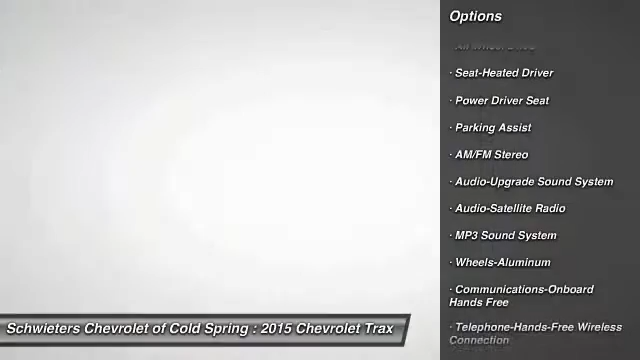 Options
· Seat-Heated Driver
· Power Driver Seat
· Parking Assist
· AM/FM Stereo
· Audio-Upgrade Sound System
· Audio-Satellite Radio
· MP3 Sound System
· Wheels-Aluminum
· Communications-Onboard
Hands Free
· Telephone-Hands-Free Wireless
Connection
Schwieters Chevrolet of Cold Spring : 2015 Chevrolet Trax